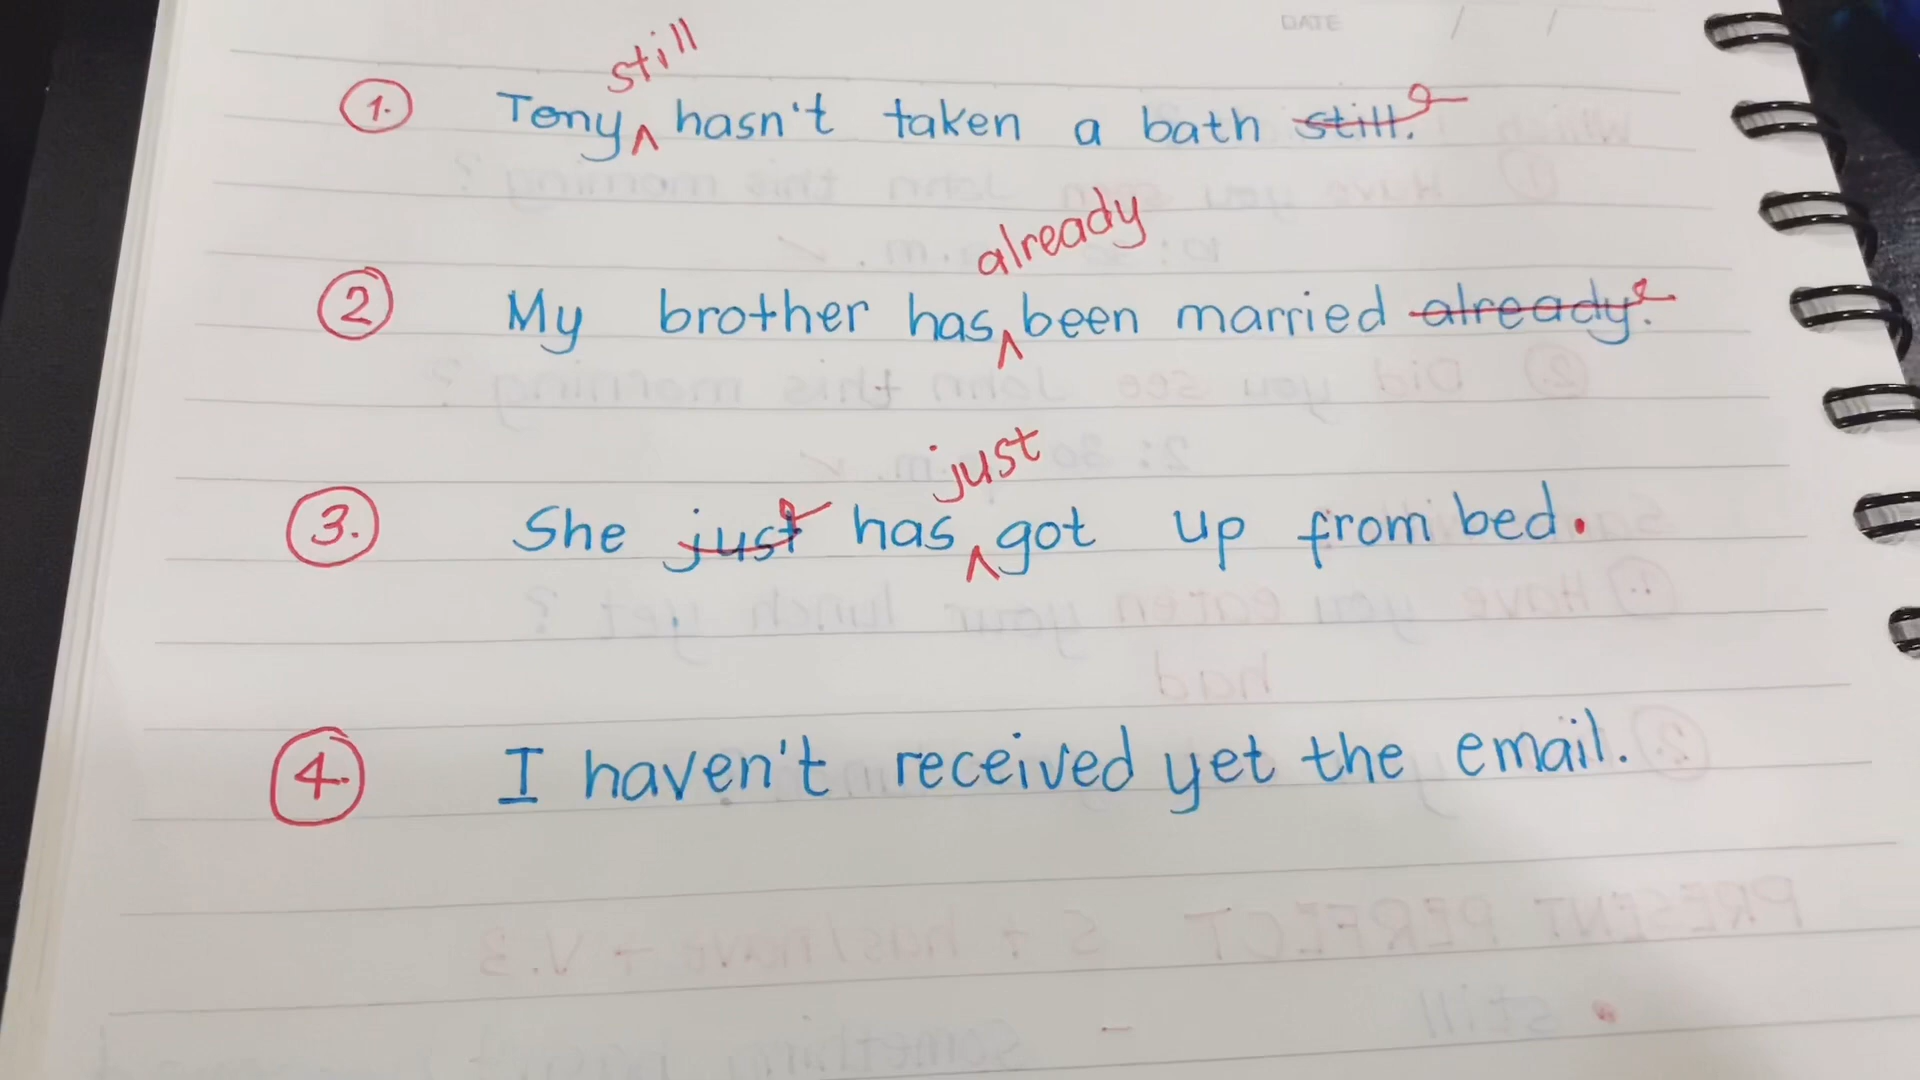 DATE / /
still
1. Tony ^ hasn't taken a bath still.
already
2 My brother has ^ been married already.
just
3. She just has ^ got up from bed.
4. I haven't received yet the email.